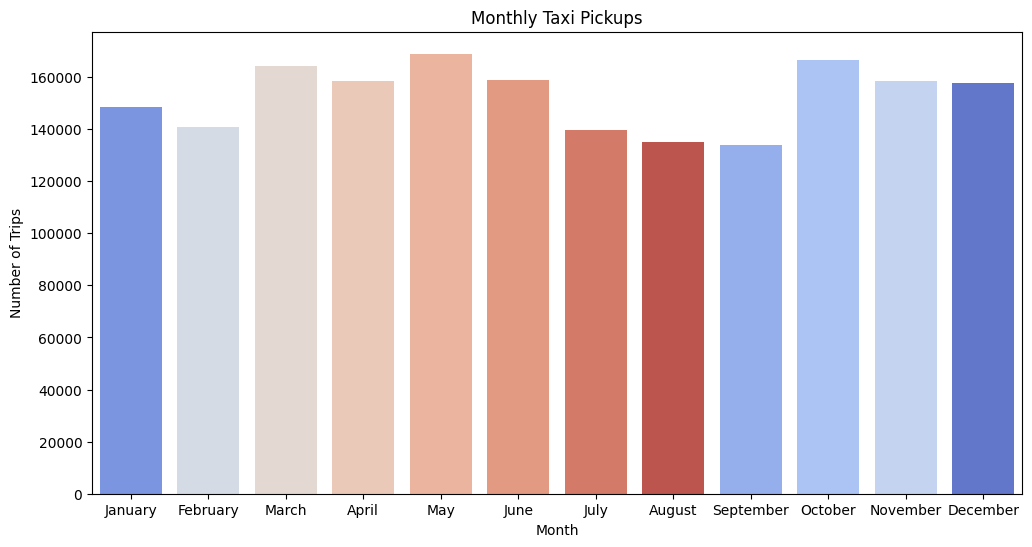 Monthly Taxi Pickups
Number of Trips
160000
140000
120000
100000
80000
60000
40000
20000
0
January February March April May June July August September October November December
Month